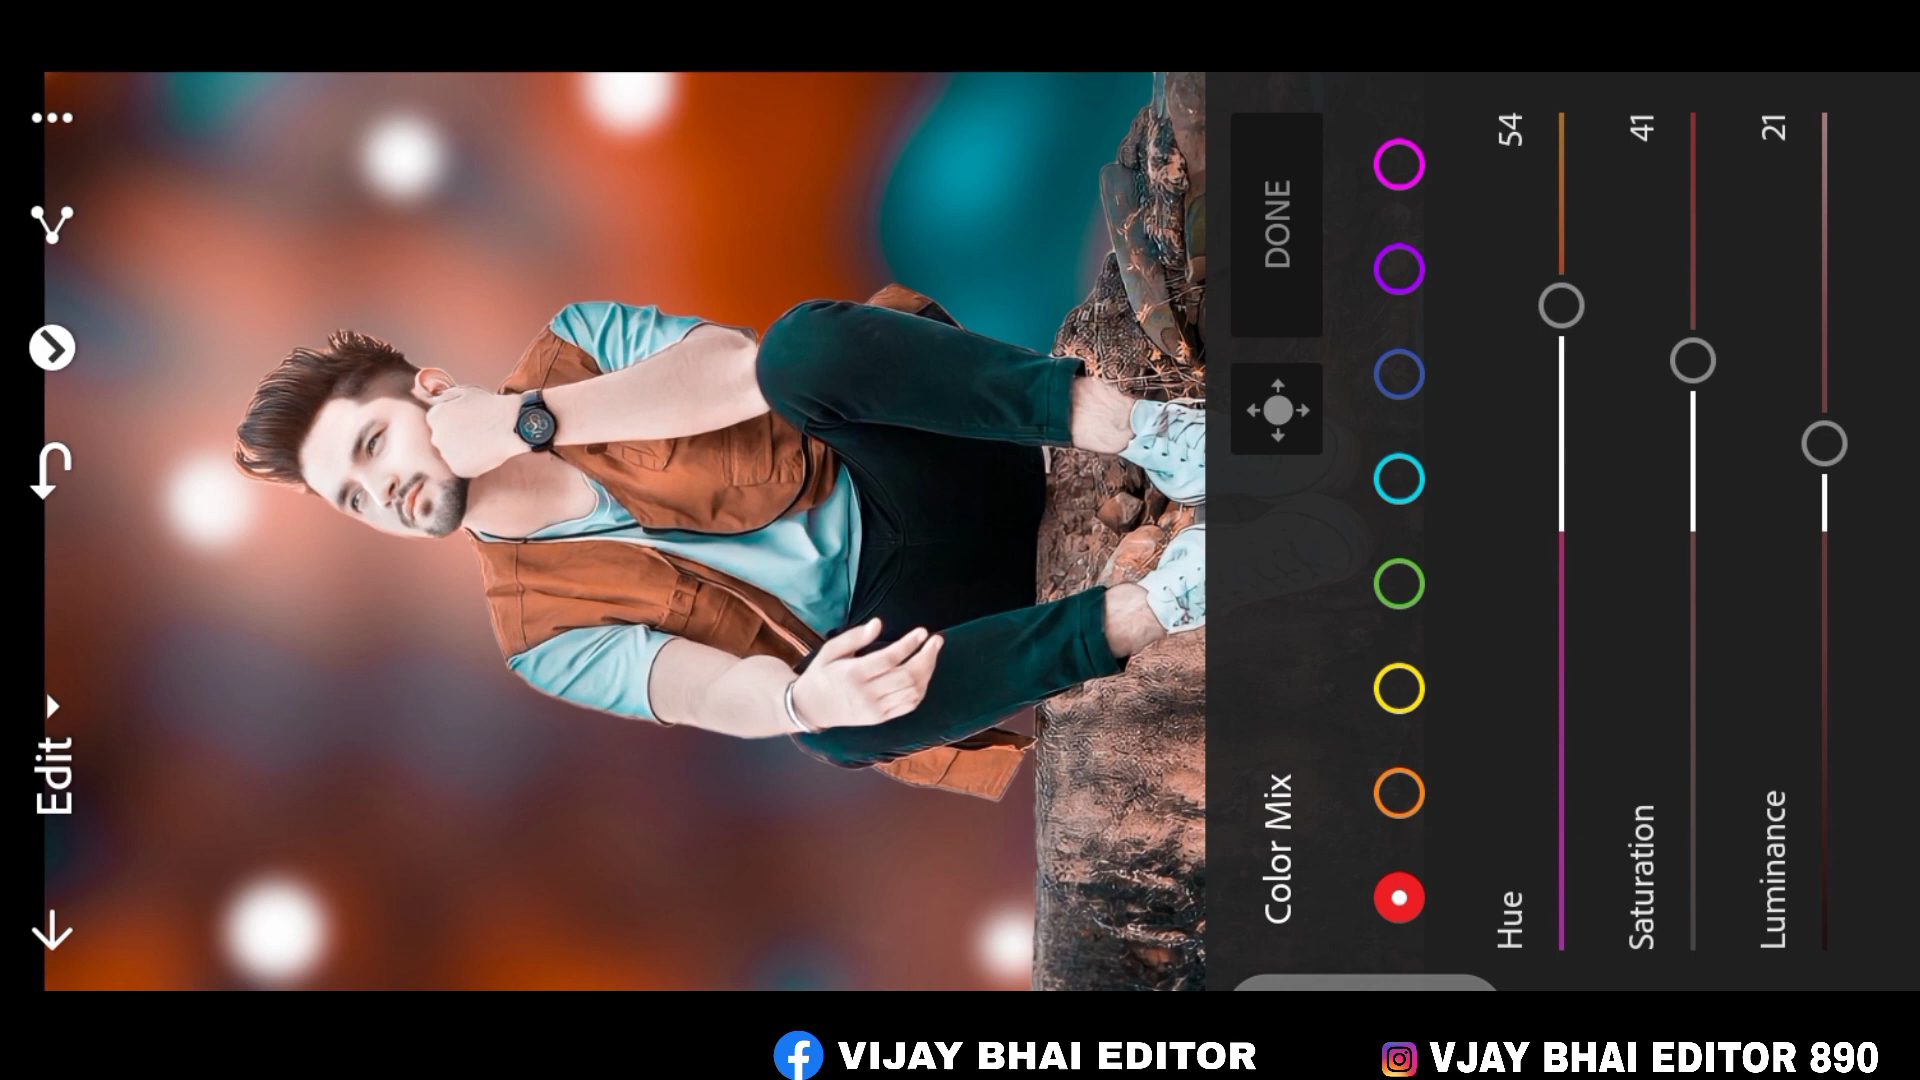 Edit
Color Mix
DONE
Hue
54
Saturation
41
Luminance
21
VIJAY BHAI EDITOR
VJAY BHAI EDITOR 890